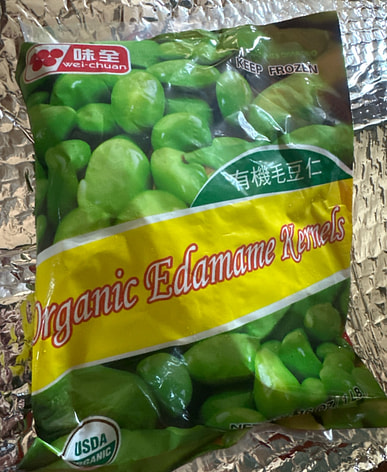 味全
wei-chuan
KEEP FROZEN
有機毛豆仁
Organic Edamame Kernels
USDA
ORGANIC